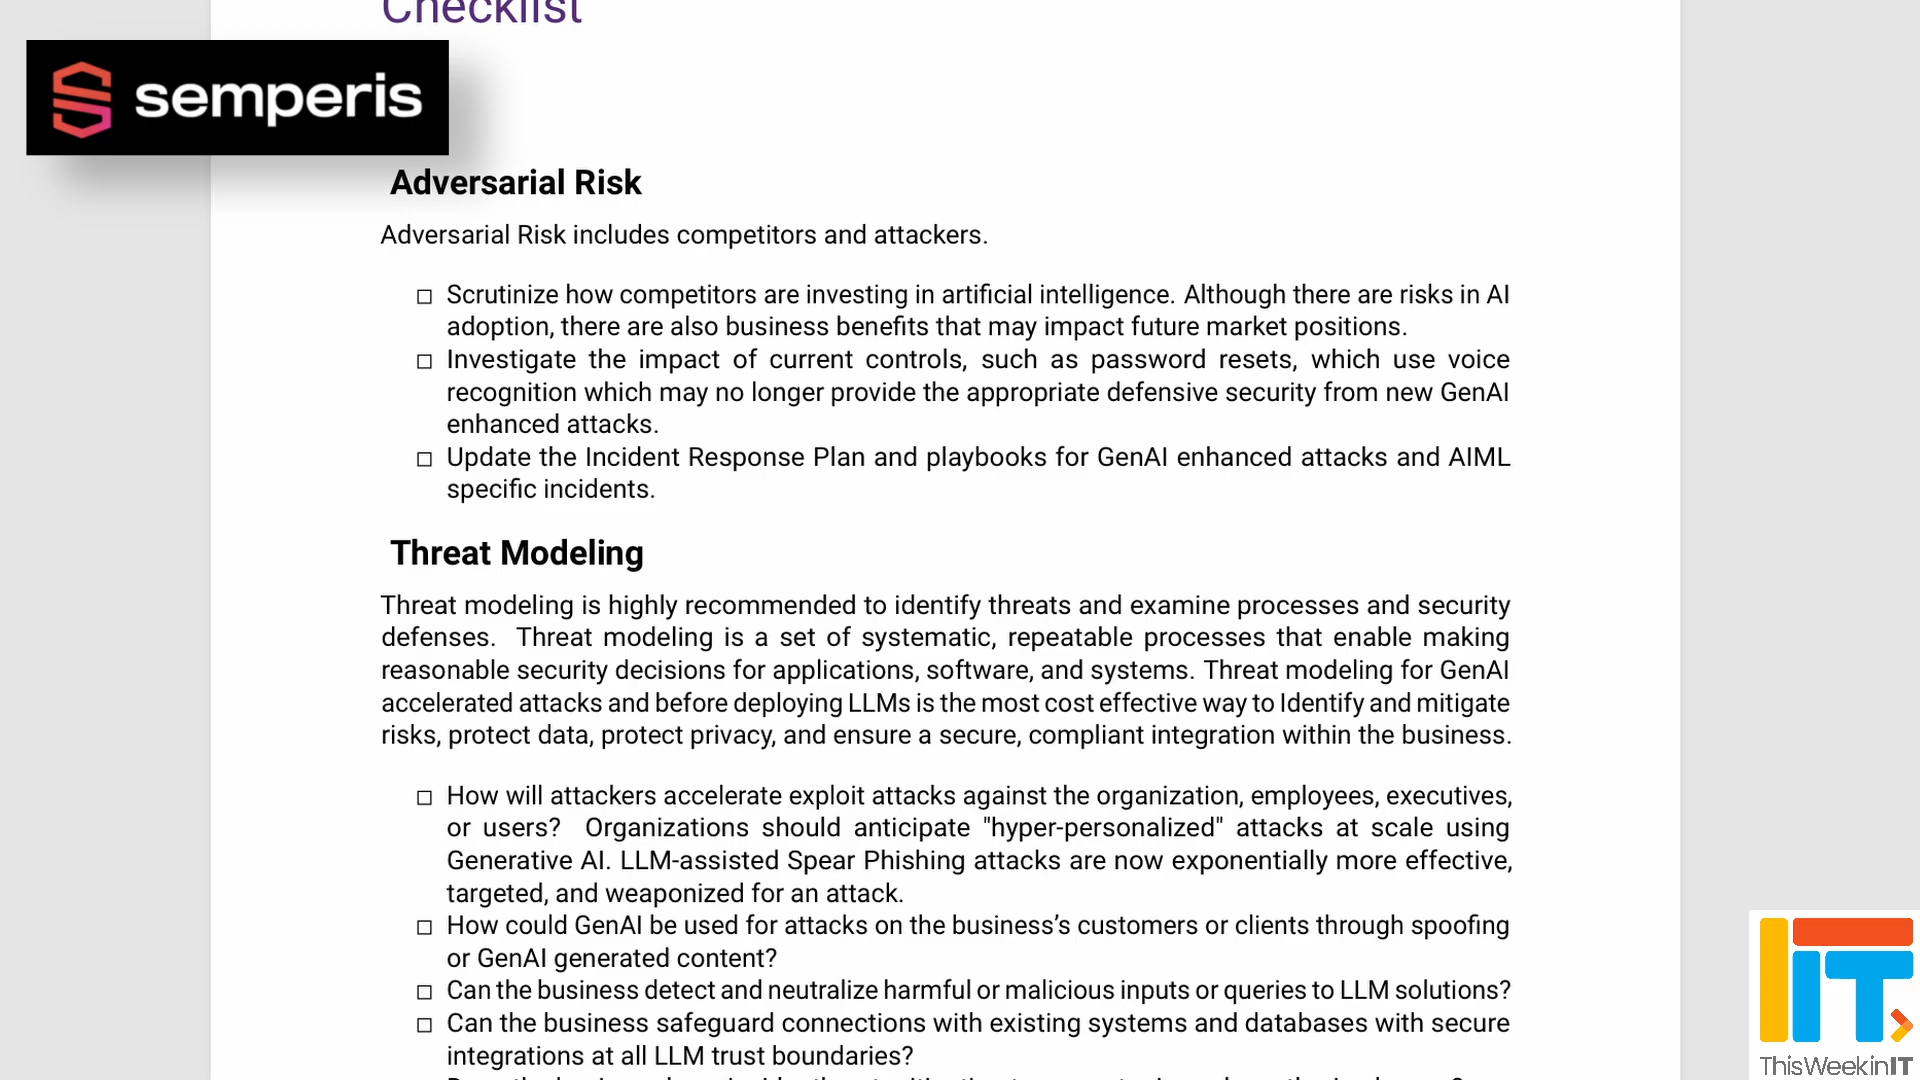 Checklist
semperis
Adversarial Risk
Adversarial Risk includes competitors and attackers.
Scrutinize how competitors are investing in artificial intelligence. Although there are risks in AI
adoption, there are also business benefits that may impact future market positions.
Investigate the impact of current controls, such as password resets, which use voice
recognition which may no longer provide the appropriate defensive security from new GenAI
enhanced attacks.
Update the Incident Response Plan and playbooks for GenAI enhanced attacks and AIML
specific incidents.
Threat Modeling
Threat modeling is highly recommended to identify threats and examine processes and security
defenses. Threat modeling is a set of systematic, repeatable processes that enable making
reasonable security decisions for applications, software, and systems. Threat modeling for GenAI
accelerated attacks and before deploying LLMs is the most cost effective way to Identify and mitigate
risks, protect data, protect privacy, and ensure a secure, compliant integration within the business.
How will attackers accelerate exploit attacks against the organization, employees, executives,
or users? Organizations should anticipate "hyper-personalized" attacks at scale using
Generative AI. LLM-assisted Spear Phishing attacks are now exponentially more effective,
targeted, and weaponized for an attack.
How could GenAI be used for attacks on the business’s customers or clients through spoofing
or GenAI generated content?
Can the business detect and neutralize harmful or malicious inputs or queries to LLM solutions?
Can the business safeguard connections with existing systems and databases with secure
integrations at all LLM trust boundaries?
IT
ThisWeekinIT